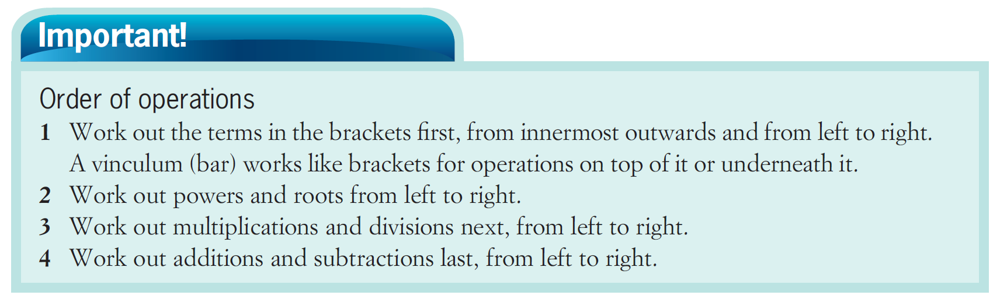 Important!
Order of operations
1 Work out the terms in the brackets first, from innermost outwards and from left to right.
A vinculum (bar) works like brackets for operations on top of it or underneath it.
2 Work out powers and roots from left to right.
3 Work out multiplications and divisions next, from left to right.
4 Work out additions and subtractions last, from left to right.